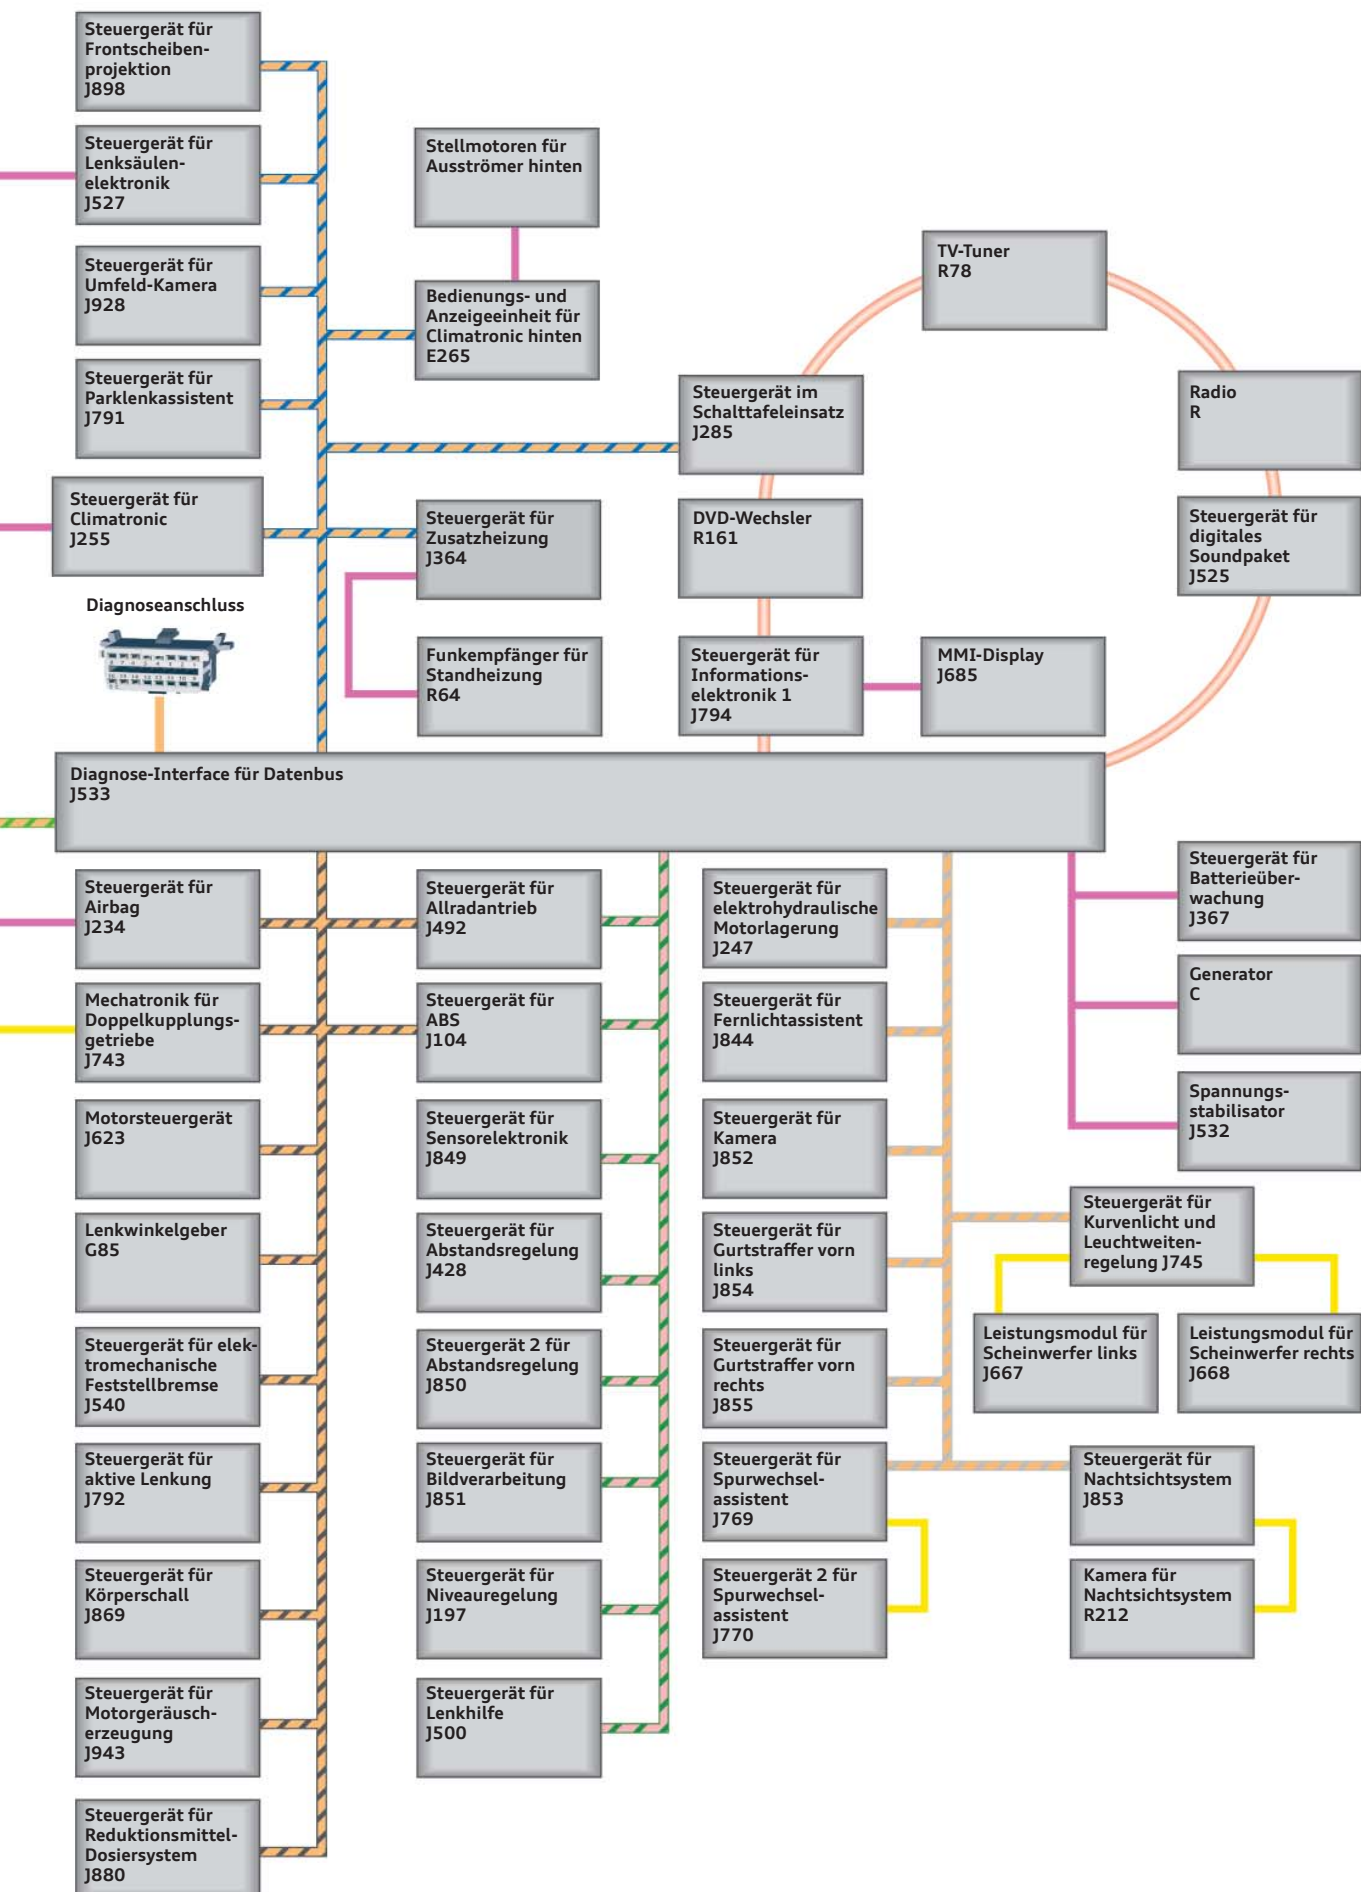 Steuergerät für
Frontscheiben-
projektion
J898
Steuergerät für
Lenksäulen-
elektronik
J527
Steuergerät für
Umfeld-Kamera
J928
Steuergerät für
Parklenkassistent
J791
Steuergerät für
Climatronic
J255
Diagnoseanschluss
Stellmotoren für
Ausströmer hinten
Bedienungs- und
Anzeigeeinheit für
Climatronic hinten
E265
Steuergerät für
Zusatzheizung
J364
Funkempfänger für
Standheizung
R64
TV-Tuner
R78
Steuergerät im
Schalttafeleinsatz
J285
DVD-Wechsler
R161
Steuergerät für
Informations-
elektronik 1
J794
MMI-Display
J685
Radio
R
Steuergerät für
digitales
Soundpaket
J525
Diagnose-Interface für Datenbus
J533
Steuergerät für
Airbag
J234
Mechatronik für
Doppelkupplungs-
getriebe
J743
Motorsteuergerät
J623
Lenkwinkelgeber
G85
Steuergerät für elek-
tromechanische
Feststellbremse
J540
Steuergerät für
aktive Lenkung
J792
Steuergerät für
Körperschall
J869
Steuergerät für
Motorgeräusch-
erzeugung
J943
Steuergerät für
Reduktionsmittel-
Dosiersystem
J880
Steuergerät für
Allradantrieb
J492
Steuergerät für
ABS
J104
Steuergerät für
Sensorelektronik
J849
Steuergerät für
Abstandsregelung
J428
Steuergerät 2 für
Abstandsregelung
J850
Steuergerät für
Bildverarbeitung
J851
Steuergerät für
Niveauregelung
J197
Steuergerät für
Lenkhilfe
J500
Steuergerät für
elektrohydraulische
Motorlagerung
J247
Steuergerät für
Fernlichtassistent
J844
Steuergerät für
Kamera
J852
Steuergerät für
Gurtstraffer vorn
links
J854
Steuergerät für
Gurtstraffer vorn
rechts
J855
Steuergerät für
Spurwechsel-
assistent
J769
Steuergerät 2 für
Spurwechsel-
assistent
J770
Steuergerät für
Batterieüber-
wachung
J367
Generator
C
Spannungs-
stabilisator
J532
Steuergerät für
Kurvenlicht und
Leuchtweiten-
regelung J745
Leistungsmodul für
Scheinwerfer links
J667
Leistungsmodul für
Scheinwerfer rechts
J668
Steuergerät für
Nachtsichtsystem
J853
Kamera für
Nachtsichtsystem
R212